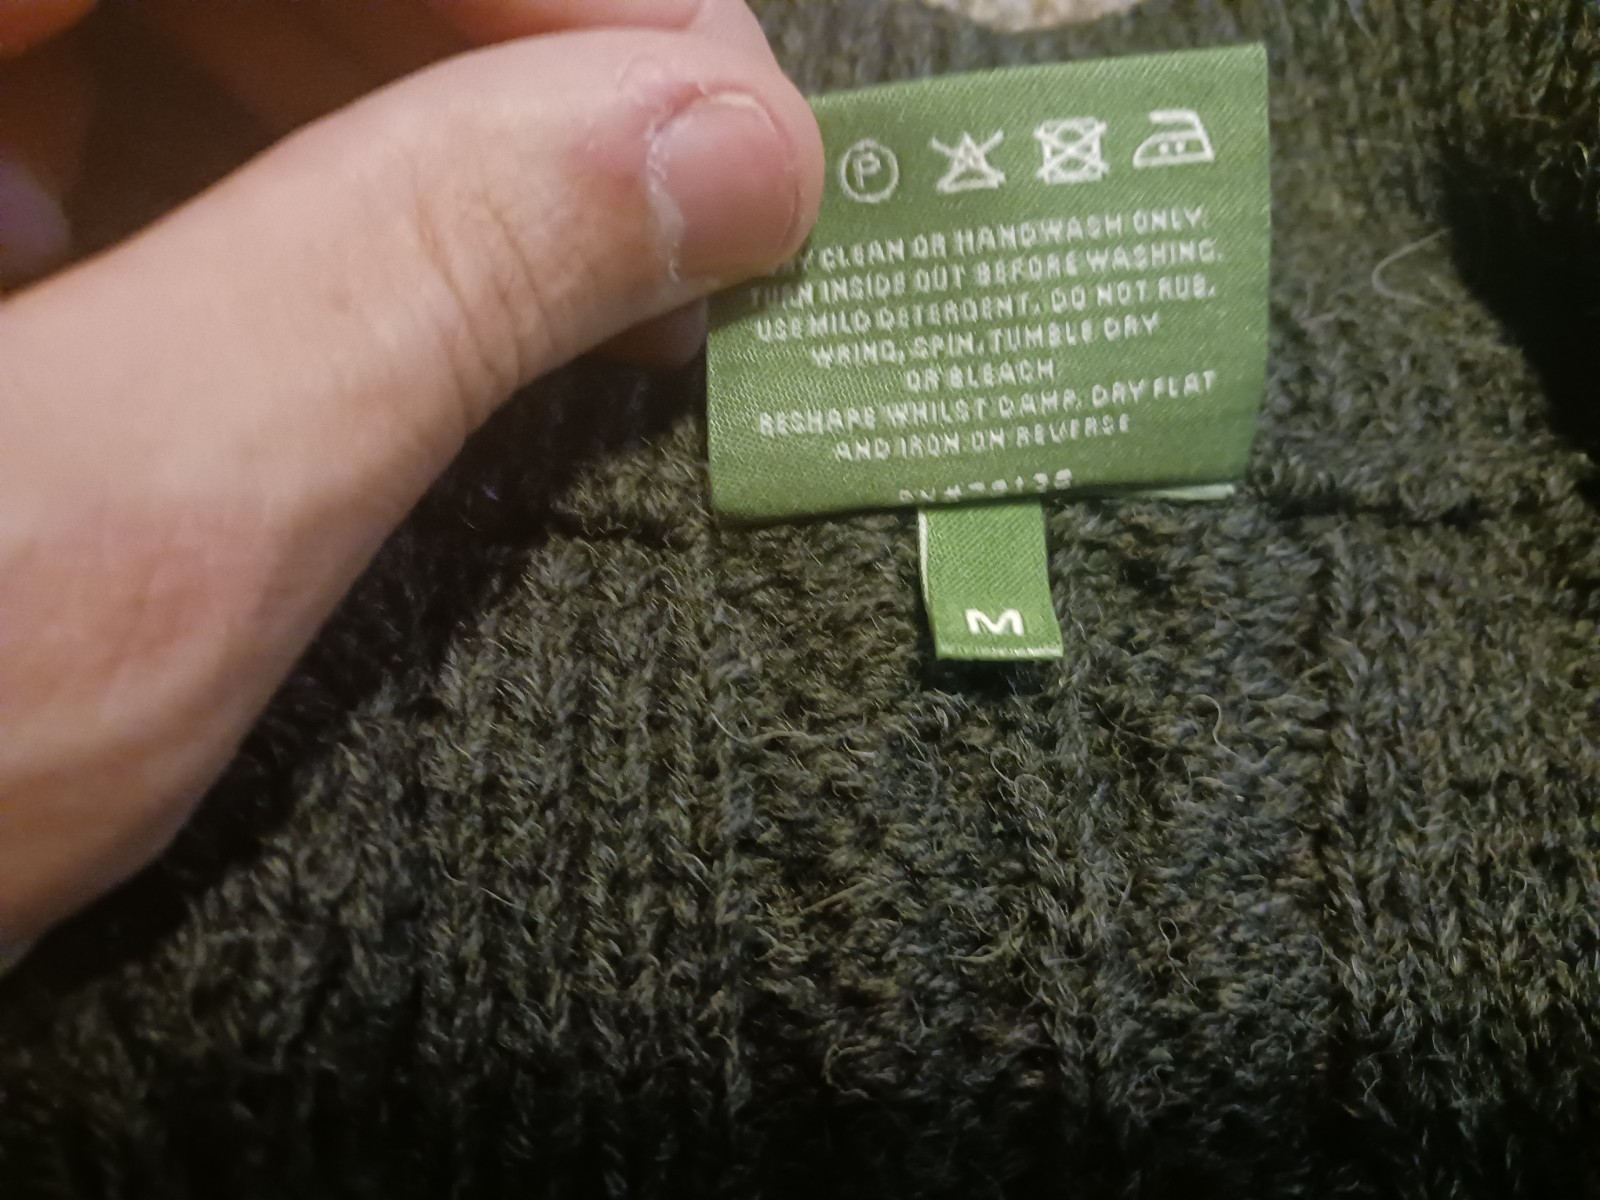 P
CLEAN OR HANDWASH ONLY.
TURN INSIDE OUT BEFORE WASHING.
USE MILD DETERGENT. DO NOT RUB,
WRING, SPIN, TUMBLE DRY
OR BLEACH
RESHAPE WHILST DAMP. DRY FLAT
AND IRON ON REVERSE
M